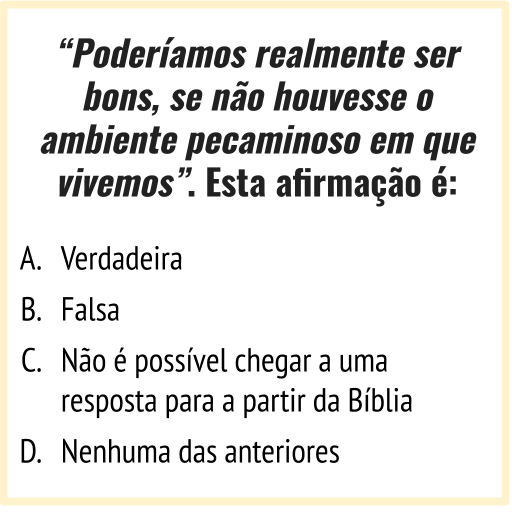 “Poderíamos realmente ser
bons, se não houvesse o
ambiente pecaminoso em que
vivemos”. Esta afirmação é:
A. Verdadeira
B. Falsa
C. Não é possível chegar a uma
resposta para a partir da Bíblia
D. Nenhuma das anteriores